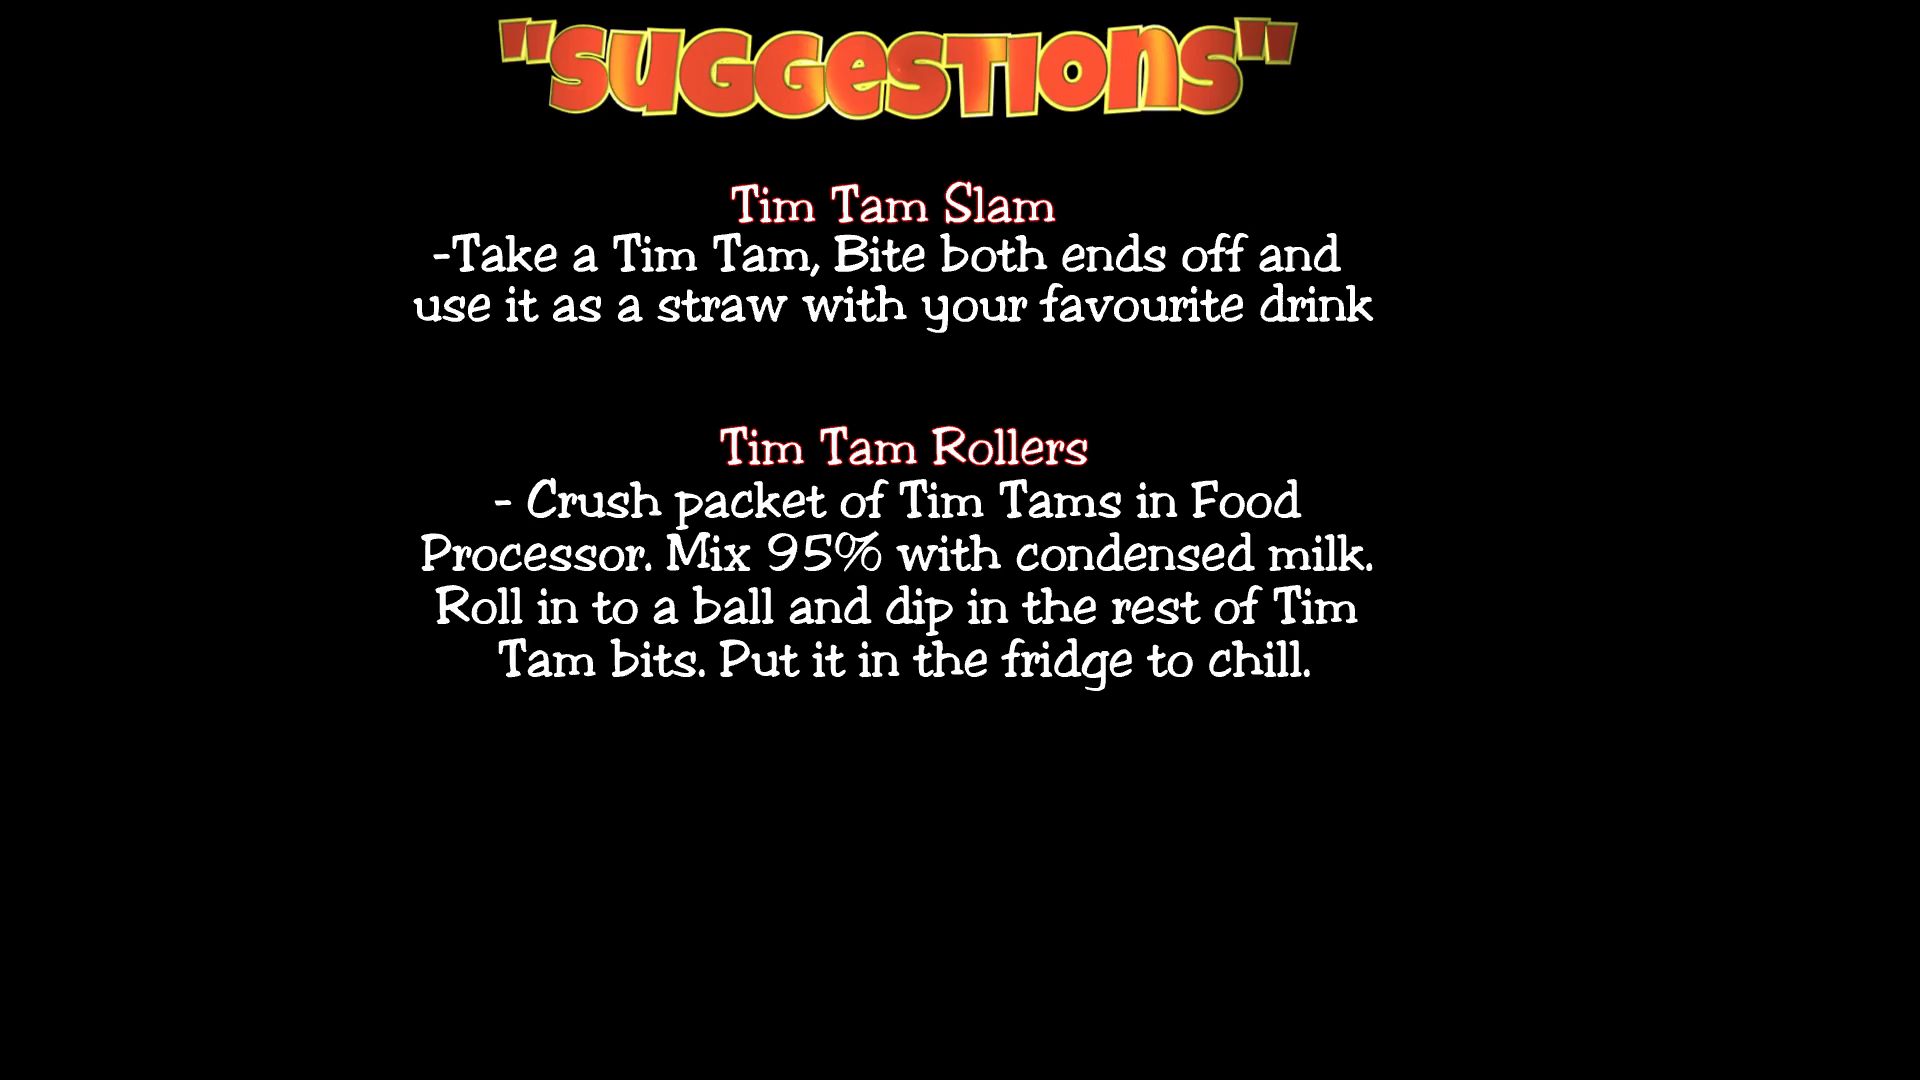 "SUGGESTIONS"
Tim Tam Slam
-Take a Tim Tam, Bite both ends off and
use it as a straw with your favourite drink
Tim Tam Rollers
- Crush packet of Tim Tams in Food
Processor. Mix 95% with condensed milk.
Roll in to a ball and dip in the rest of Tim
Tam bits. Put it in the fridge to chill.